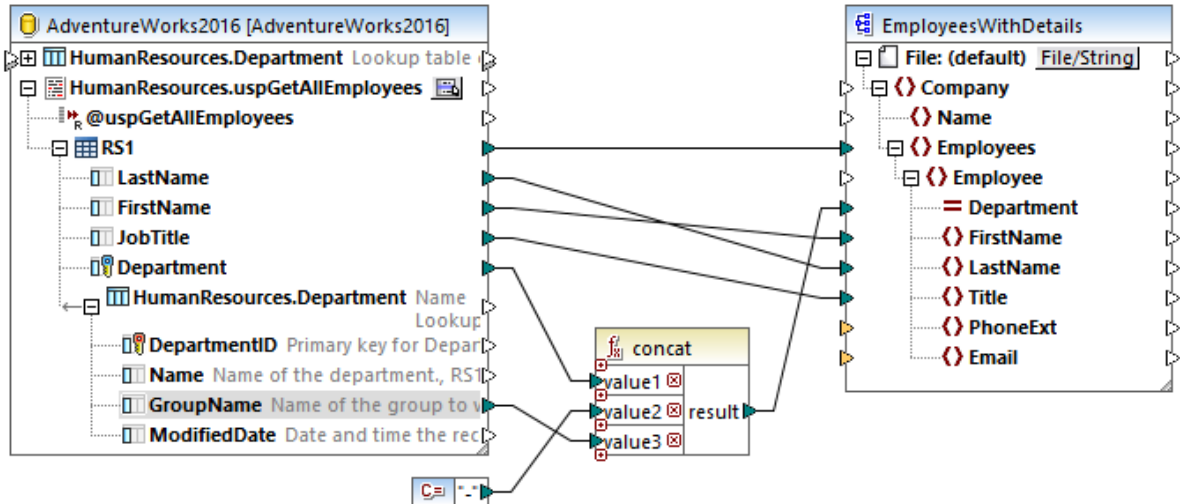 AdventureWorks2016 [AdventureWorks2016]
HumanResources.Department Lookup table
HumanResources.uspGetAllEmployees
R @uspGetAllEmployees
RS1
LastName
FirstName
JobTitle
Department
HumanResources.Department Name
Lookup
DepartmentID Primary key for Depar
Name Name of the department., RS1
GroupName Name of the group to
ModifiedDate Date and time the rec
C= "-"
concat
value1
value2 result
value3
EmployeesWithDetails
File: (default) File/String
Company
Name
Employees
Employee
Department
FirstName
LastName
Title
PhoneExt
Email